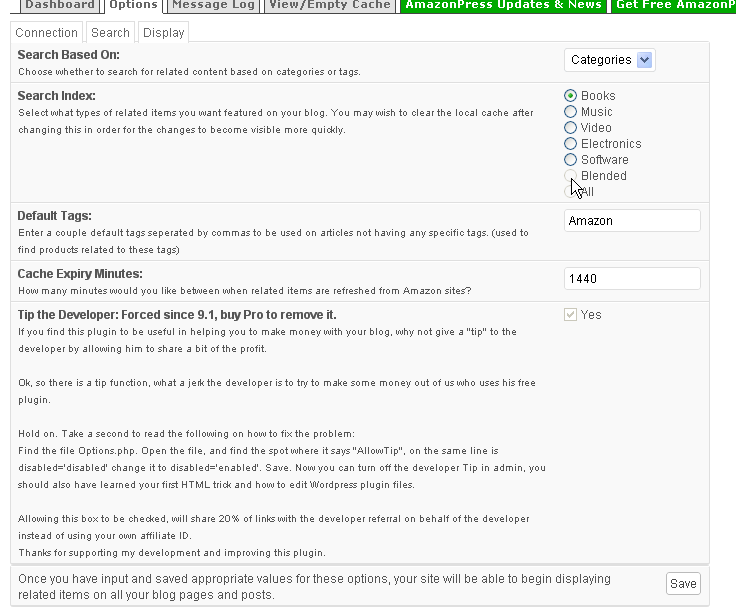 Dashboard Options Message Log View/Empty Cache AmazonPress Updates & News Get Free AmazonP
Connection Search Display
Search Based On:
Choose whether to search for related content based on categories or tags.
Categories
Search Index:
Select what types of related items you want featured on your blog. You may wish to clear the local cache after
changing this in order for the changes to become visible more quickly.
Books
Music
Video
Electronics
Software
Blended
All
Default Tags:
Enter a couple default tags seperated by commas to be used on articles not having any specific tags. (used to
find products related to these tags)
Amazon
Cache Expiry Minutes:
How many minutes would you like between when related items are refreshed from Amazon sites?
1440
Tip the Developer: Forced since 9.1, buy Pro to remove it.
Yes
If you find this plugin to be useful in helping you to make money with your blog, why not give a "tip" to the
developer by allowing him to share a bit of the profit.
Ok, so there is a tip function, what a jerk the developer is to try to make some money out of us who uses his free
plugin.
Hold on. Take a second to read the following on how to fix the problem:
Find the file Options.php. Open the file, and find the spot where it says "AllowTip", on the same line is
disabled='disabled' change it to disabled='enabled'. Save. Now you can turn off the developer Tip in admin, you
should also have learned your first HTML trick and how to edit Wordpress plugin files.
Allowing this box to be checked, will share 20% of links with the developer referral on behalf of the developer
instead of using your own affiliate ID.
Thanks for supporting my development and improving this plugin.
Once you have input and saved appropriate values for these options, your site will be able to begin displaying
related items on all your blog pages and posts.
Save